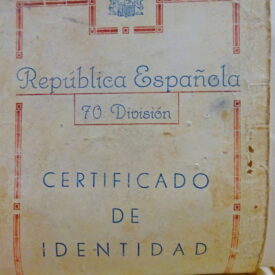 República Española
70 División
CERTIFICADO
DE
IDENTIDAD